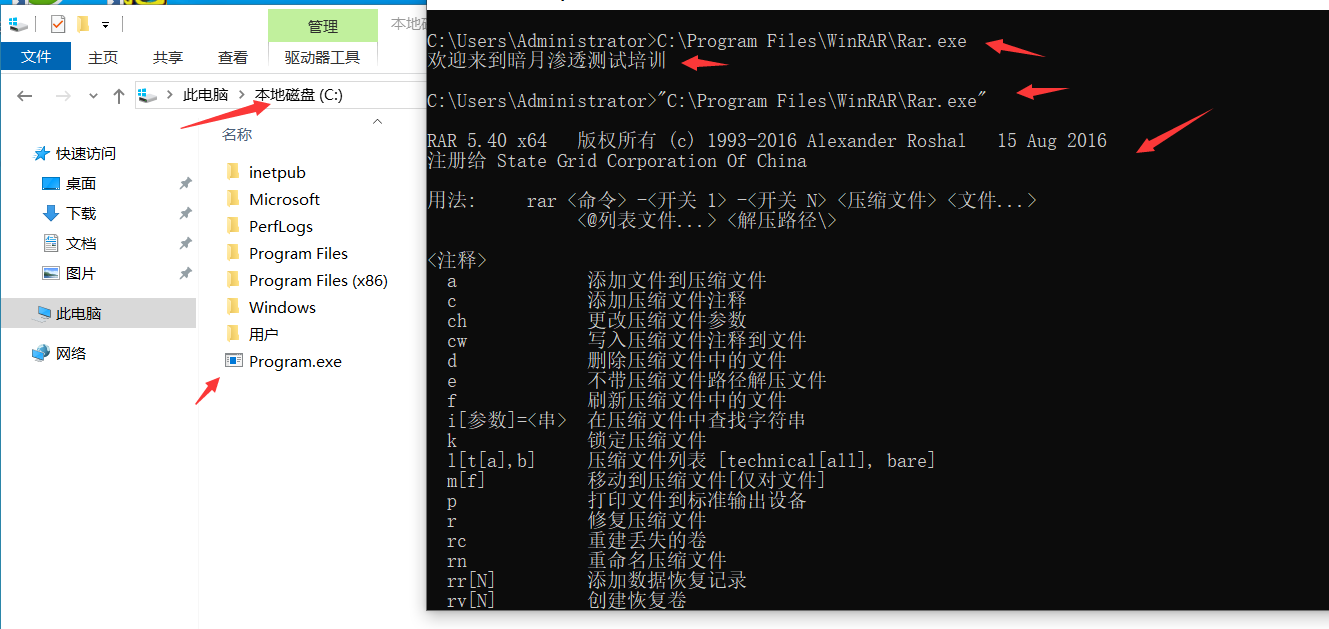 管理
本地磁
文件
主页
共享
查看
驱动器工具
此电脑
本地磁盘 (C:)
名称
快速访问
桌面
下载
文档
图片
此电脑
网络
inetpub
Microsoft
PerfLogs
Program Files
Program Files (x86)
Windows
用户
Program.exe
C:\Users\Administrator>C:\Program Files\WinRAR\Rar.exe
欢迎来到暗月渗透测试培训
C:\Users\Administrator>"C:\Program Files\WinRAR\Rar.exe"
RAR 5.40 x64 版权所有 (c) 1993-2016 Alexander Roshal 15 Aug 2016
注册给 State Grid Corporation Of China
用法: rar <命令> -<开关 1> -<开关 N> <压缩文件> <文件...>
<@列表文件...> <解压路径\>
<注释>
a 添加文件到压缩文件
c 添加压缩文件注释
ch 更改压缩文件参数
cw 写入压缩文件注释到文件
d 删除压缩文件中的文件
e 不带压缩文件路径解压文件
f 刷新压缩文件中的文件
i[参数]=<串> 在压缩文件中查找字符串
k 锁定压缩文件
l[t[a],b] 压缩文件列表 [technical[all], bare]
m[f] 移动到压缩文件[仅对文件]
p 打印文件到标准输出设备
r 修复压缩文件
rc 重建丢失的卷
rn 重命名压缩文件
rr[N] 添加数据恢复记录
rv[N] 创建恢复卷